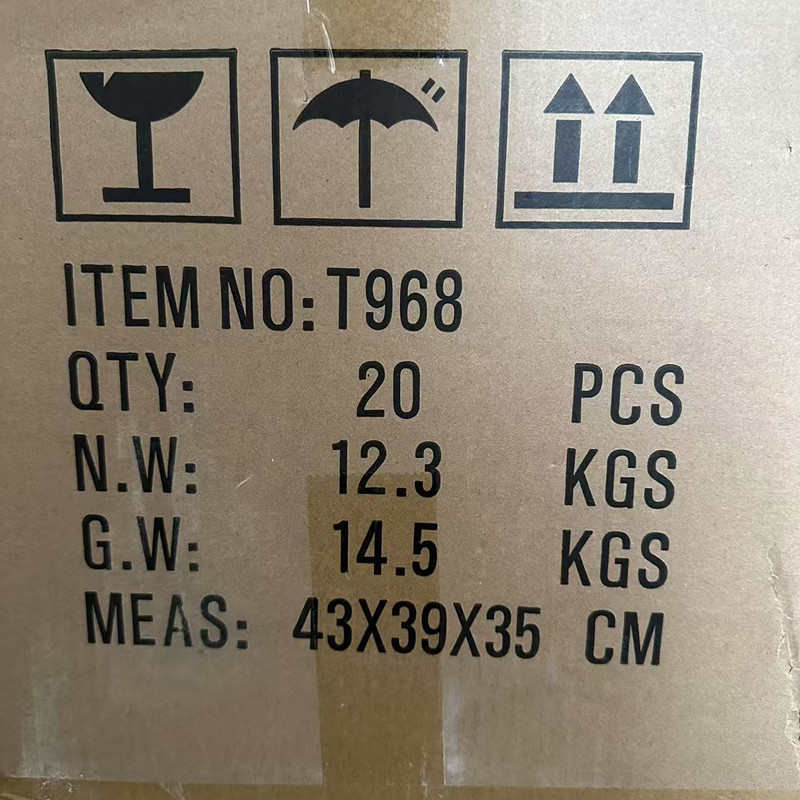 ITEM NO: T968
QTY: 20 PCS
N.W: 12.3 KGS
G.W: 14.5 KGS
MEAS: 43X39X35 CM